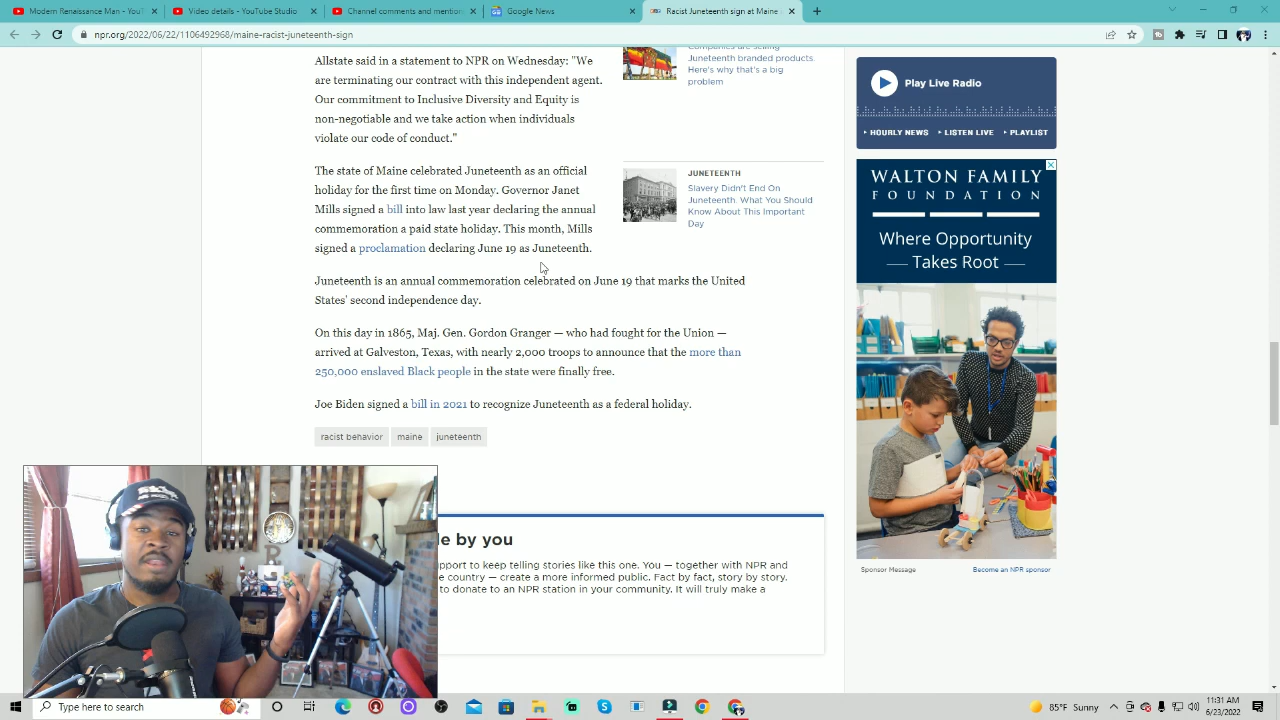 Modern Renaissance Man - YouT
Video details - YouTube Studio
Channel comments and mention
Google News
Racist sign about Juneteenth
npr.org/2022/06/22/1106492968/maine-racist-juneteenth-sign
Allstate said in a statement to NPR on Wednesday: "We
are terminating our contract with this independent agent.
Our commitment to Inclusive Diversity and Equity is
non-negotiable and we take action when individuals
violate our code of conduct."
The state of Maine celebrated Juneteenth as an official
holiday for the first time on Monday. Governor Janet
Mills signed a bill into law last year declaring the annual
commemoration a paid state holiday. This month, Mills
signed a proclamation declaring June 19 as Juneteenth.
Juneteenth is an annual commemoration celebrated on June 19 that marks the United
States' second independence day.
On this day in 1865, Maj. Gen. Gordon Granger — who had fought for the Union —
arrived at Galveston, Texas, with nearly 2,000 troops to announce that the more than
250,000 enslaved Black people in the state were finally free.
Joe Biden signed a bill in 2021 to recognize Juneteenth as a federal holiday.
racist behavior
maine
juneteenth
Companies are selling
Juneteenth branded products.
Here's why that's a big
problem
JUNETEENTH
Slavery Didn't End On
Juneteenth. What You Should
Know About This Important
Day
le by you
pport to keep telling stories like this one. You — together with NPR and
e country — create a more informed public. Fact by fact, story by story.
to donate to an NPR station in your community. It will truly make a
Play Live Radio
HOURLY NEWS
LISTEN LIVE
PLAYLIST
WALTON FAMILY
FOUNDATION
Where Opportunity
Takes Root
Sponsor Message
Become an NPR sponsor
Type here to search
85°F Sunny
11:31 AM
6/23/2022